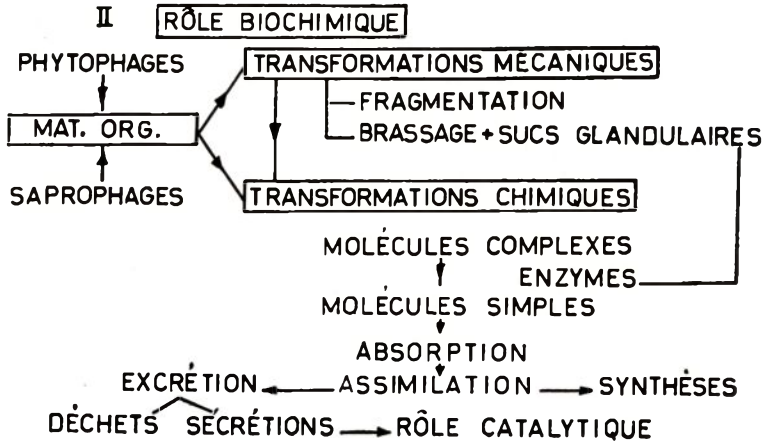 II RÔLE BIOCHIMIQUE
PHYTOPHAGES
TRANSFORMATIONS MÉCANIQUES
FRAGMENTATION
MAT. ORG.
BRASSAGE + SUCS GLANDULAIRES
SAPROPHAGES
TRANSFORMATIONS CHIMIQUES
MOLÉCULES COMPLEXES
ENZYMES
MOLÉCULES SIMPLES
ABSORPTION
EXCRÉTION ASSIMILATION SYNTHÈSES
DÉCHETS SÉCRÉTIONS RÔLE CATALYTIQUE